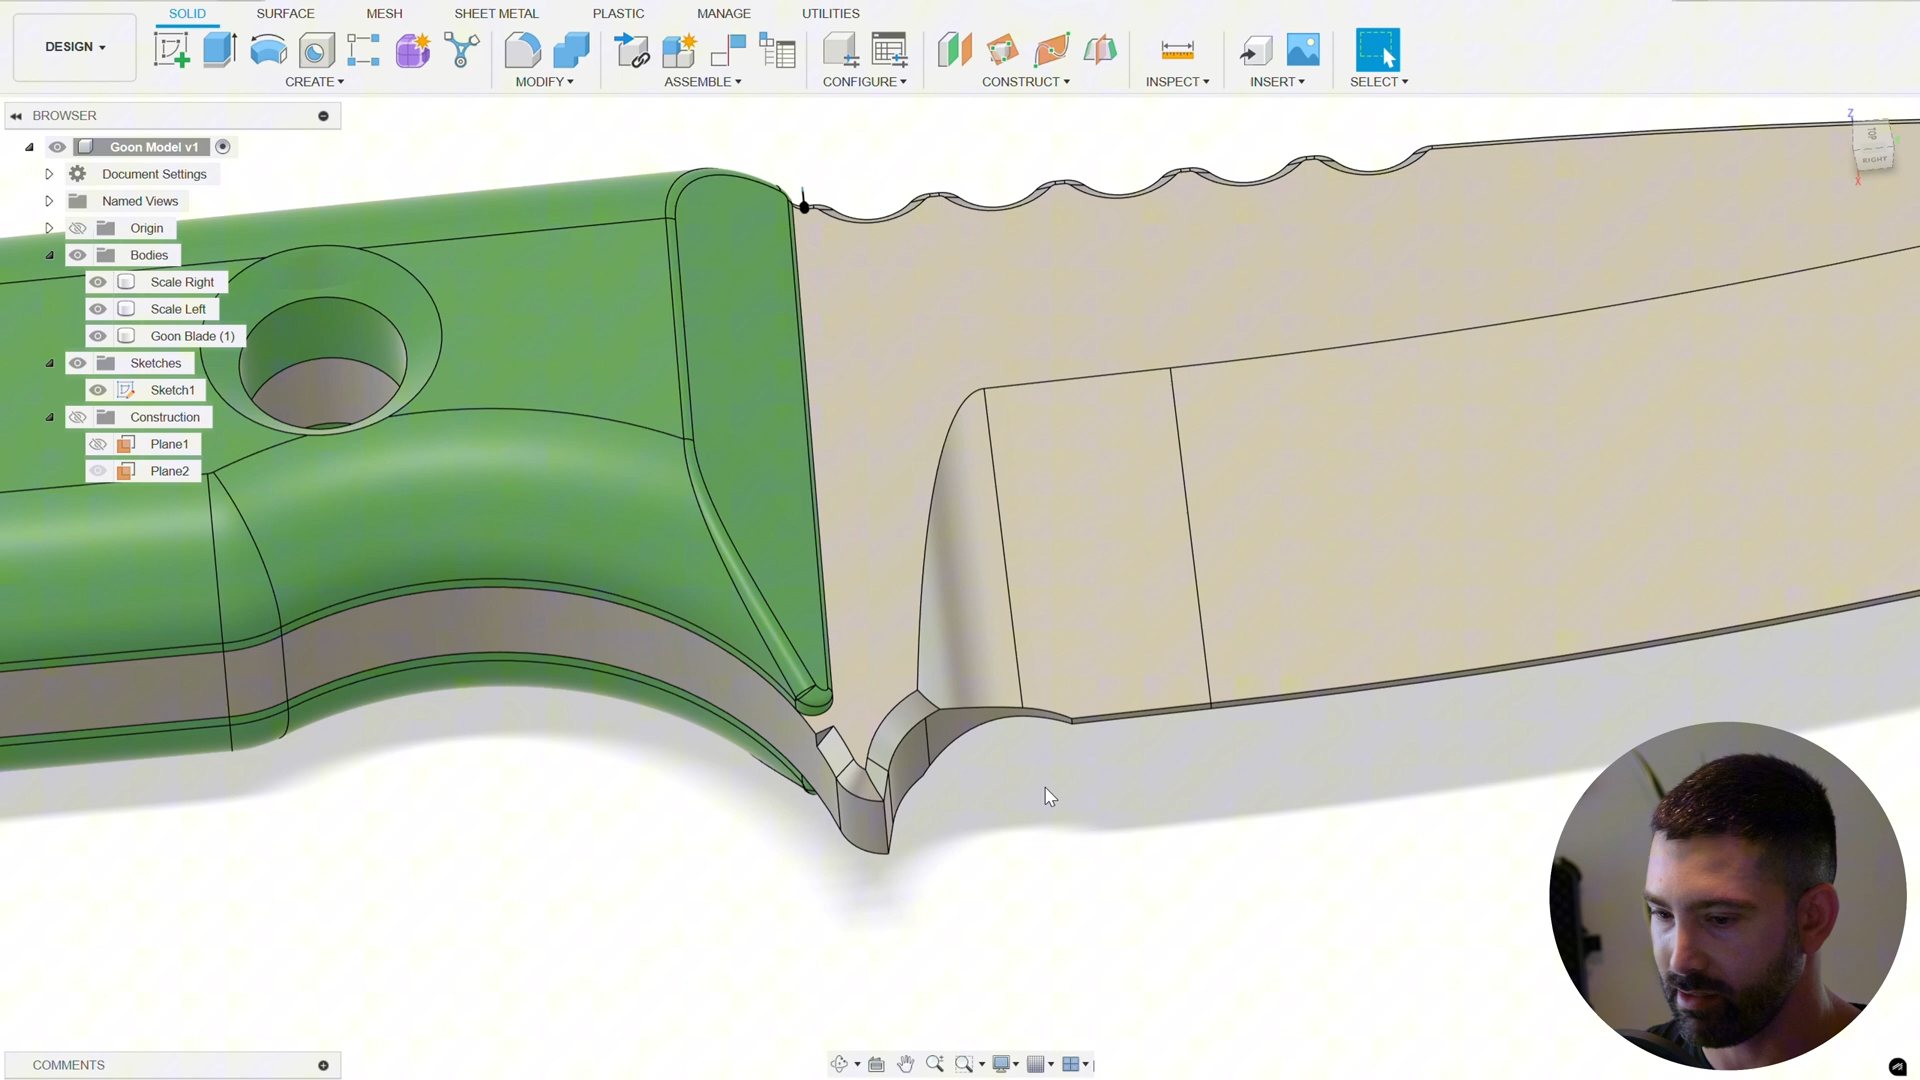 SOLID SURFACE MESH SHEET METAL PLASTIC MANAGE UTILITIES
DESIGN
CREATE MODIFY ASSEMBLE CONFIGURE CONSTRUCT INSPECT INSERT SELECT
BROWSER
Goon Model v1
Document Settings
Named Views
Origin
Bodies
Scale Right
Scale Left
Goon Blade (1)
Sketches
Sketch1
Construction
Plane1
Plane2
Z
TOP
RIGHT
X
COMMENTS